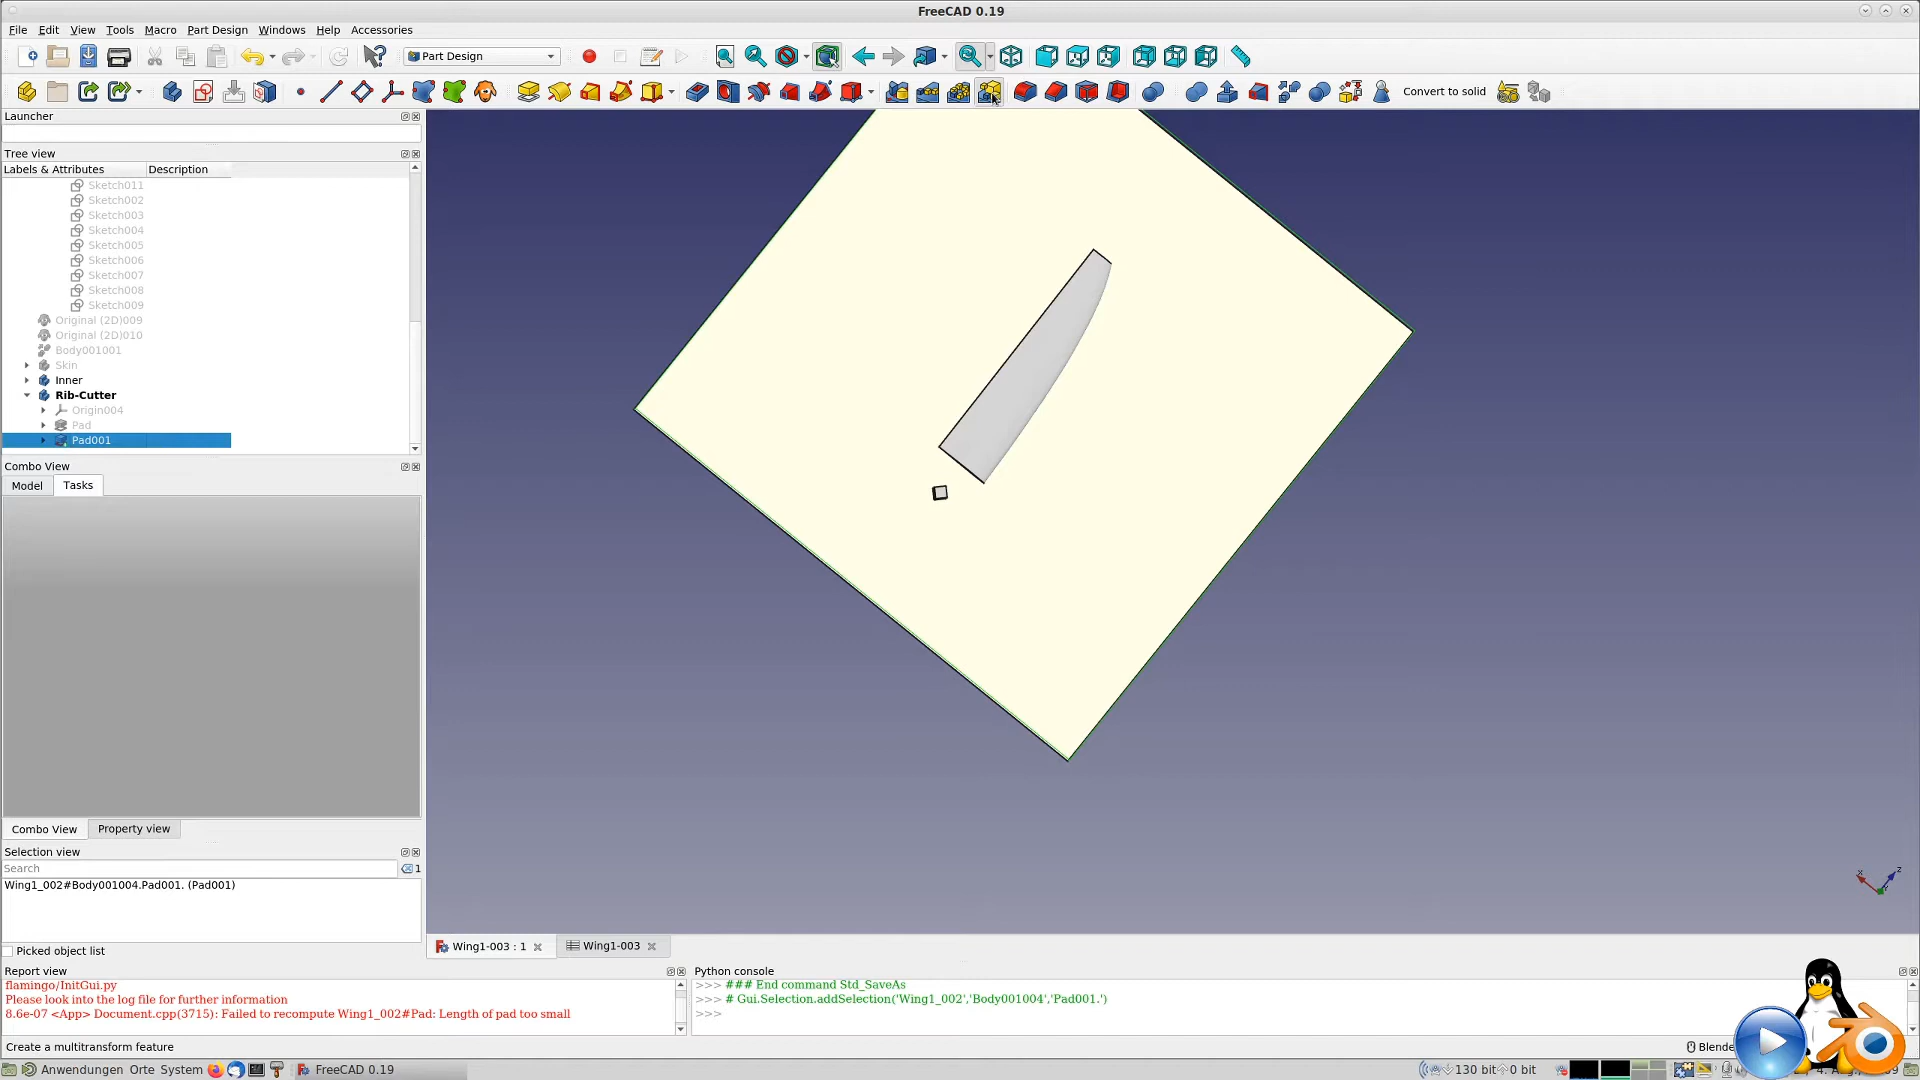 FreeCAD 0.19
File Edit View Tools Macro Part Design Windows Help Accessories
Part Design
Convert to solid
Launcher
Tree view
Labels & Attributes Description
Sketch011
Sketch002
Sketch003
Sketch004
Sketch005
Sketch006
Sketch007
Sketch008
Sketch009
Original (2D)009
Original (2D)010
Body001001
Skin
Inner
Rib-Cutter
Origin004
Pad
Pad001
Combo View
Model Tasks
Combo View Property view
Selection view
Search 1
Wing1_002#Body001004.Pad001. (Pad001)
Picked object list
Wing1-003 : 1 Wing1-003
Report view
flamingo/InitGui.py
Please look into the log file for further information
8.6e-07 <App> Document.cpp(3715): Failed to recompute Wing1_002#Pad: Length of pad too small
Python console
>>> ### End command Std_SaveAs
>>> # Gui.Selection.addSelection('Wing1_002','Body001004','Pad001.')
>>>
x z
Create a multitransform feature
Blende
Anwendungen Orte System FreeCAD 0.19 130 bit 0 bit